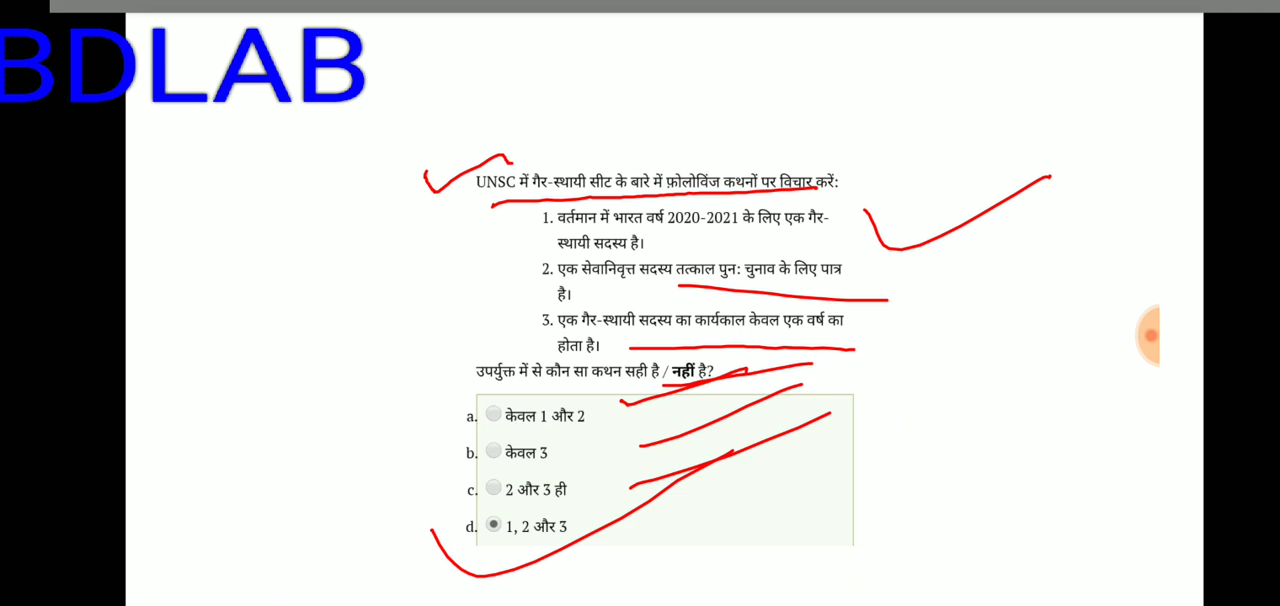 BDLAB
UNSC में गैर-स्थायी सीट के बारे में फ़ोलोविंज कथनों पर विचार करें:
1. वर्तमान में भारत वर्ष 2020-2021 के लिए एक गैर-
स्थायी सदस्य है।
2. एक सेवानिवृत्त सदस्य तत्काल पुन: चुनाव के लिए पात्र
है।
3. एक गैर-स्थायी सदस्य का कार्यकाल केवल एक वर्ष का
होता है।
उपर्युक्त में से कौन सा कथन सही है / नहीं है?
a. केवल 1 और 2
b. केवल 3
c. 2 और 3 ही
d. 1, 2 और 3